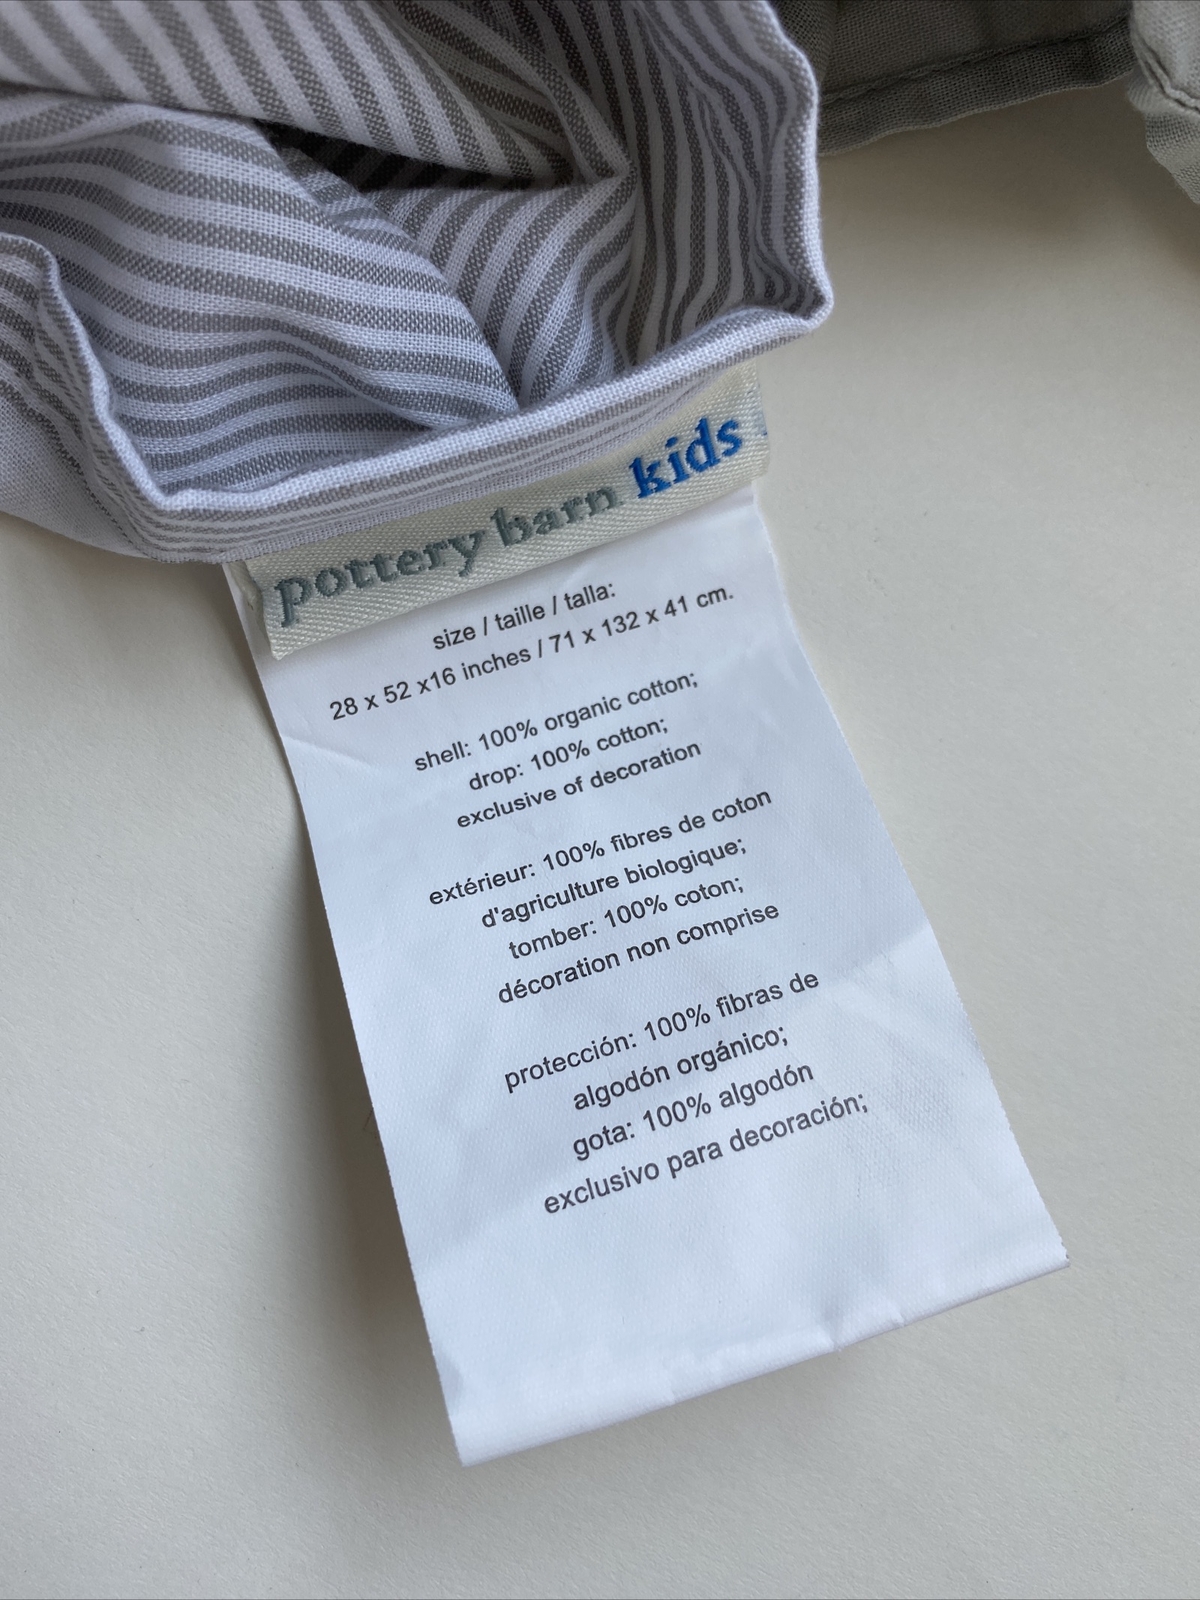 pottery barn kids
size / taille / talla:
28 x 52 x16 inches / 71 x 132 x 41 cm.
shell: 100% organic cotton;
drop: 100% cotton;
exclusive of decoration
extérieur: 100% fibres de coton
d'agriculture biologique;
tomber: 100% coton;
décoration non comprise
protección: 100% fibras de
algodón orgánico;
gota: 100% algodón
exclusivo para decoración;